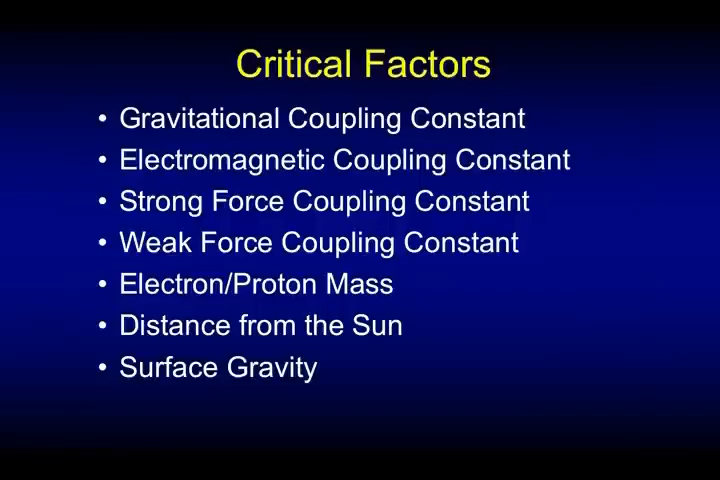 Critical Factors
• Gravitational Coupling Constant
• Electromagnetic Coupling Constant
• Strong Force Coupling Constant
• Weak Force Coupling Constant
• Electron/Proton Mass
• Distance from the Sun
• Surface Gravity